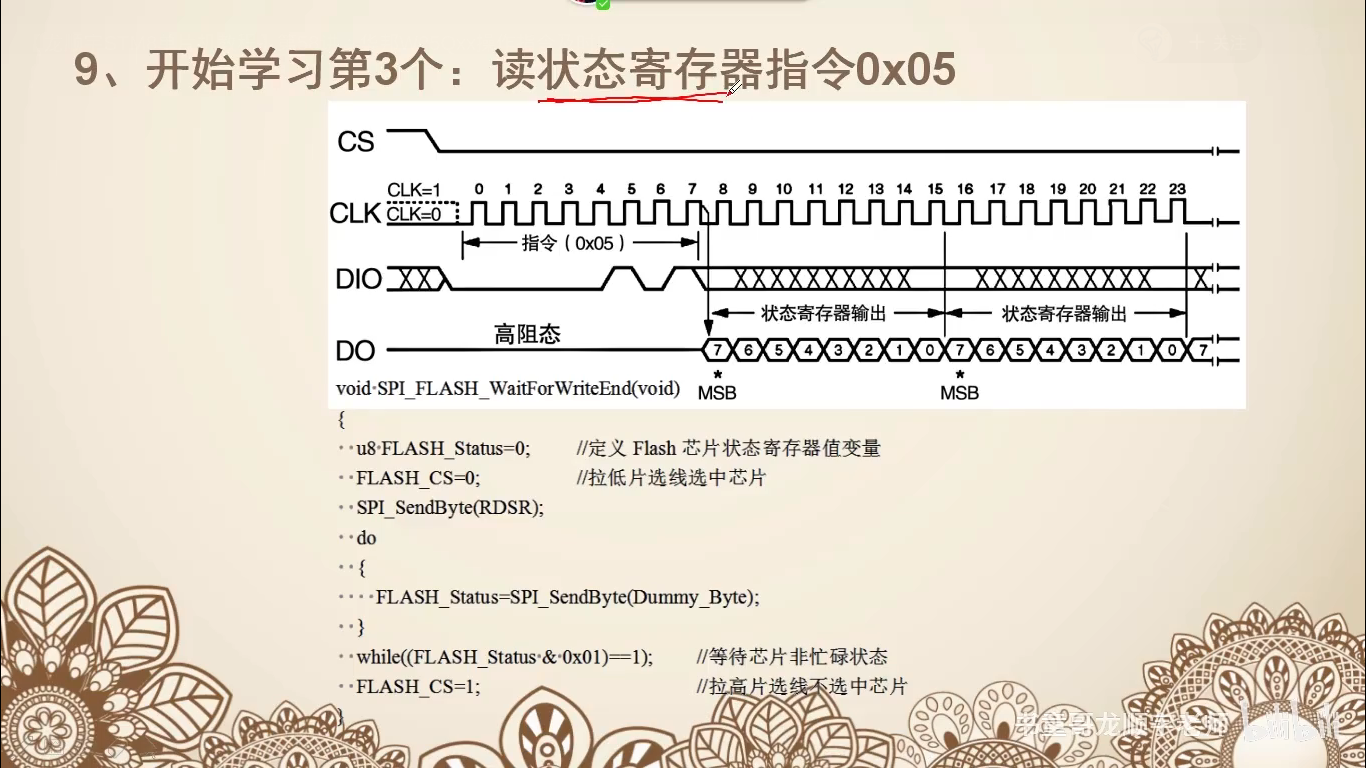 9、开始学习第3个：读状态寄存器指令0x05
CS
CLK=1 0 1 2 3 4 5 6 7 8 9 10 11 12 13 14 15 16 17 18 19 20 21 22 23
CLK CLK=0
指令（0x05）
DIO
状态寄存器输出 状态寄存器输出
高阻态
DO 7 6 5 4 3 2 1 0 7 6 5 4 3 2 1 0 7
* *
void SPI_FLASH_WaitForWriteEnd(void) MSB MSB
{
u8 FLASH_Status=0; //定义 Flash 芯片状态寄存器值变量
FLASH_CS=0; //拉低片选线选中芯片
SPI_SendByte(RDSR);
do
{
FLASH_Status=SPI_SendByte(Dummy_Byte);
}
while((FLASH_Status & 0x01)==1); //等待芯片非忙碌状态
FLASH_CS=1; //拉高片选线不选中芯片
}
bilibili